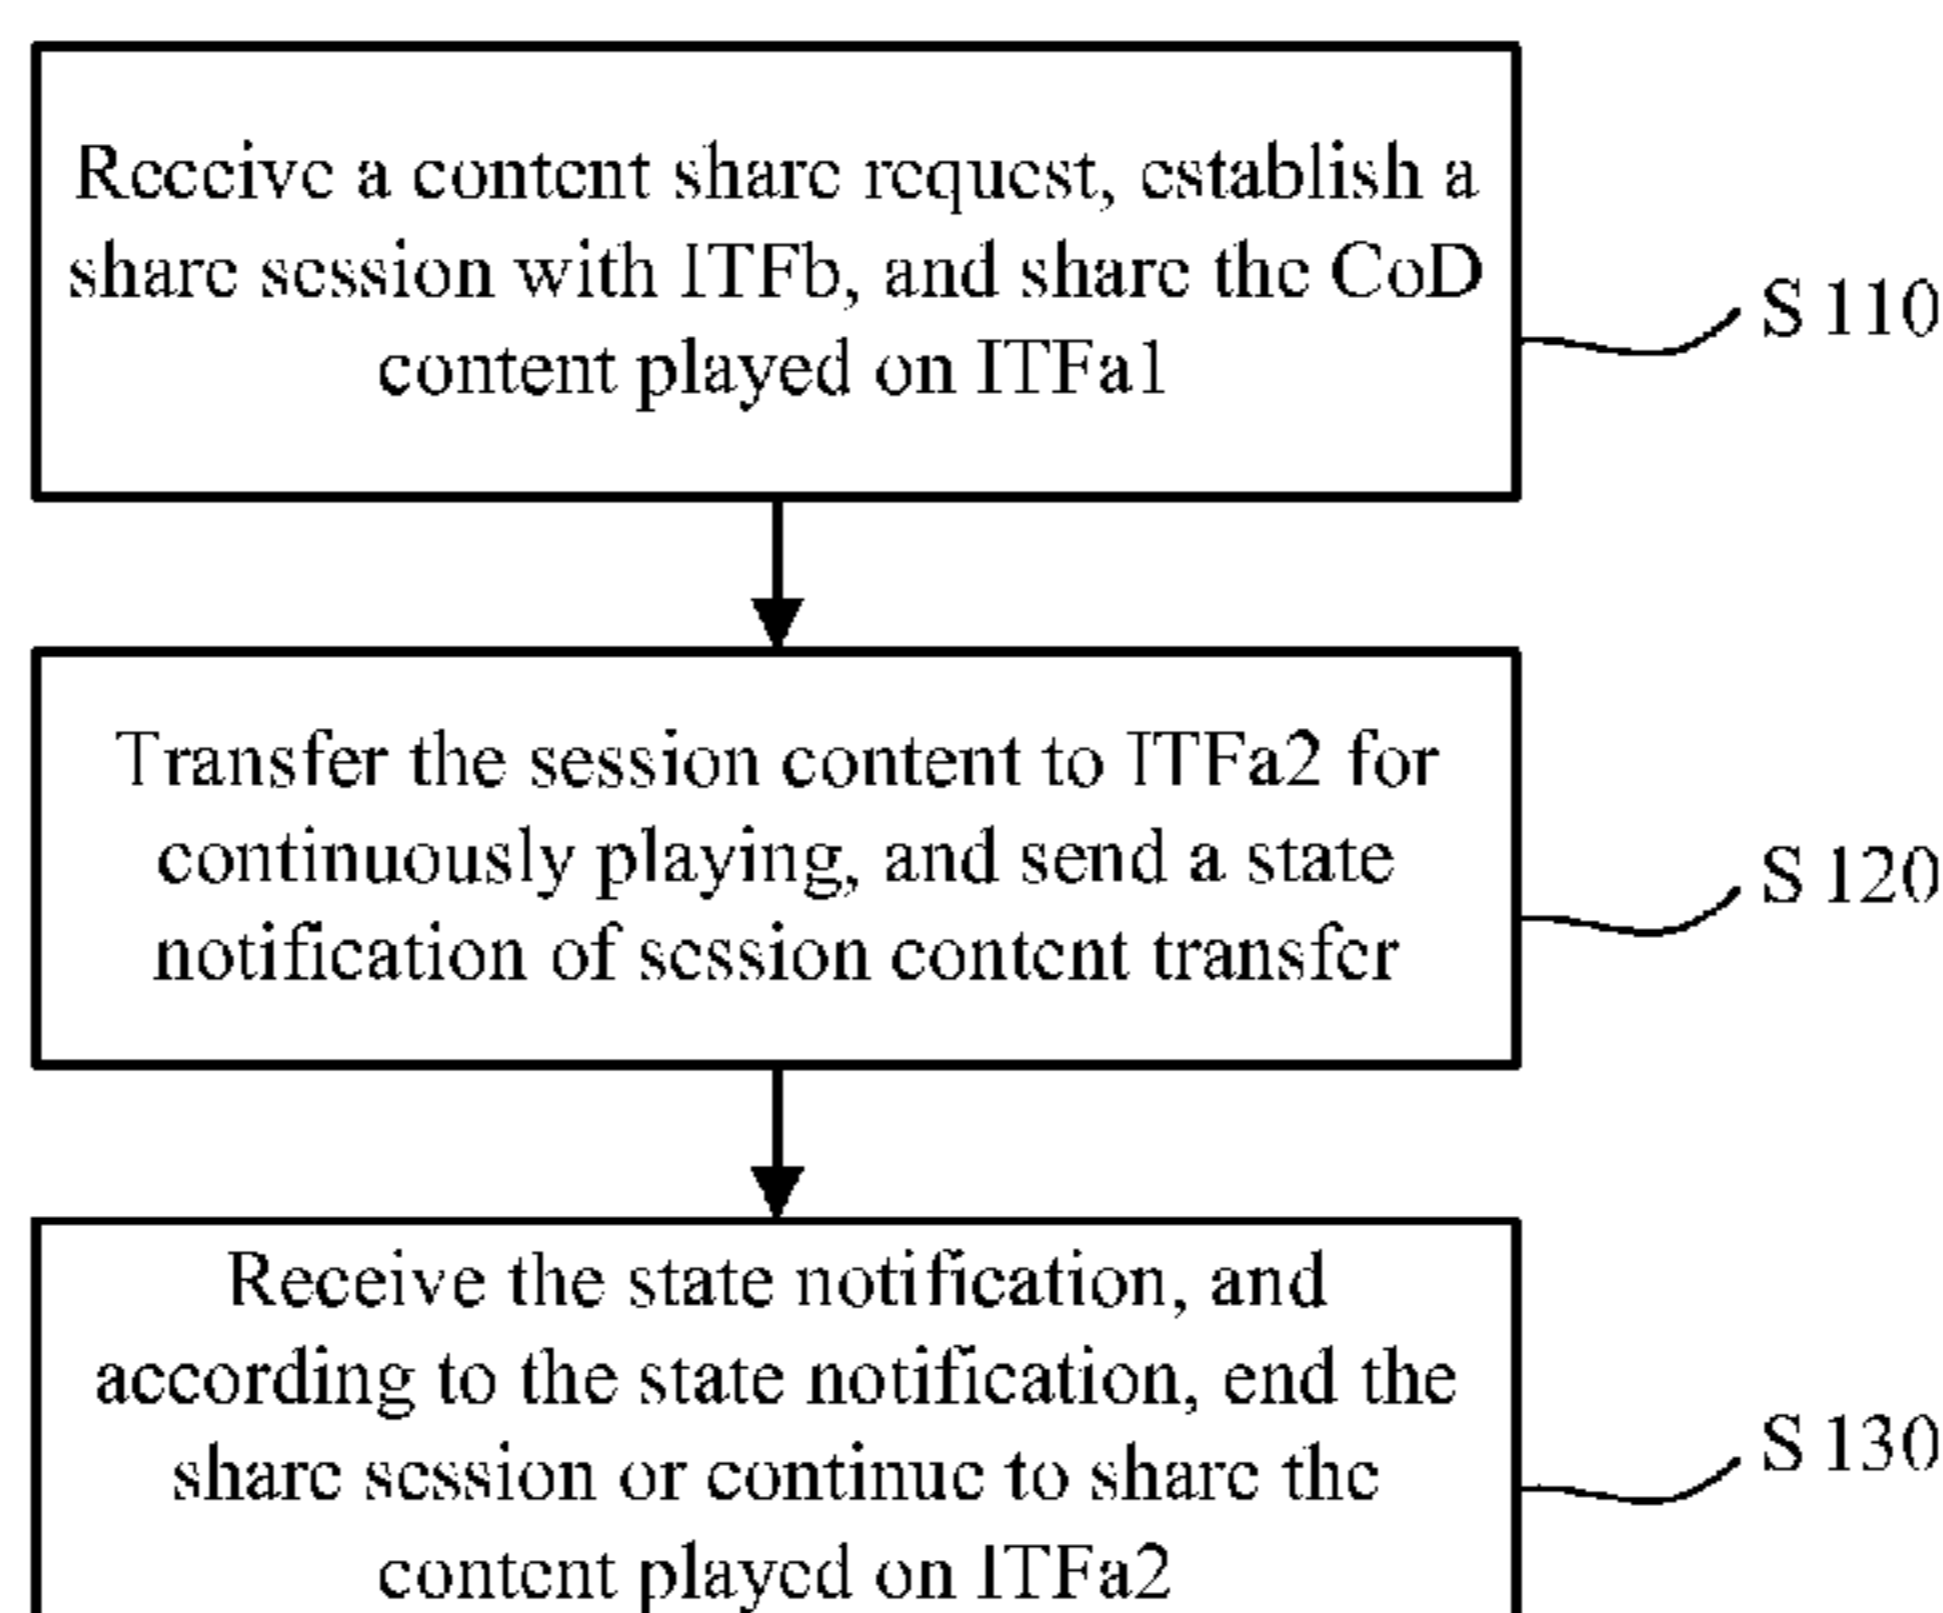 Receive a content share request, establish a
share session with ITFb, and share the CoD
content played on ITFa1
S110
Transfer the session content to ITFa2 for
continuously playing, and send a state
notification of session content transfer
S120
Receive the state notification, and
according to the state notification, end the
share session or continue to share the
content played on ITFa2
S130